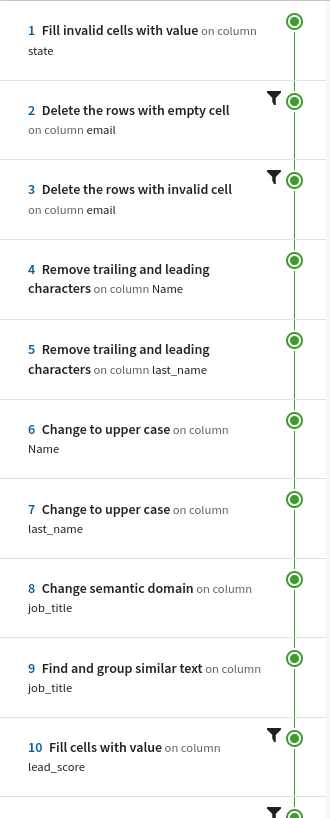 1 Fill invalid cells with value on column
state
2 Delete the rows with empty cell
on column email
3 Delete the rows with invalid cell
on column email
4 Remove trailing and leading
characters on column Name
5 Remove trailing and leading
characters on column last_name
6 Change to upper case on column
Name
7 Change to upper case on column
last_name
8 Change semantic domain on column
job_title
9 Find and group similar text on column
job_title
10 Fill cells with value on column
lead_score